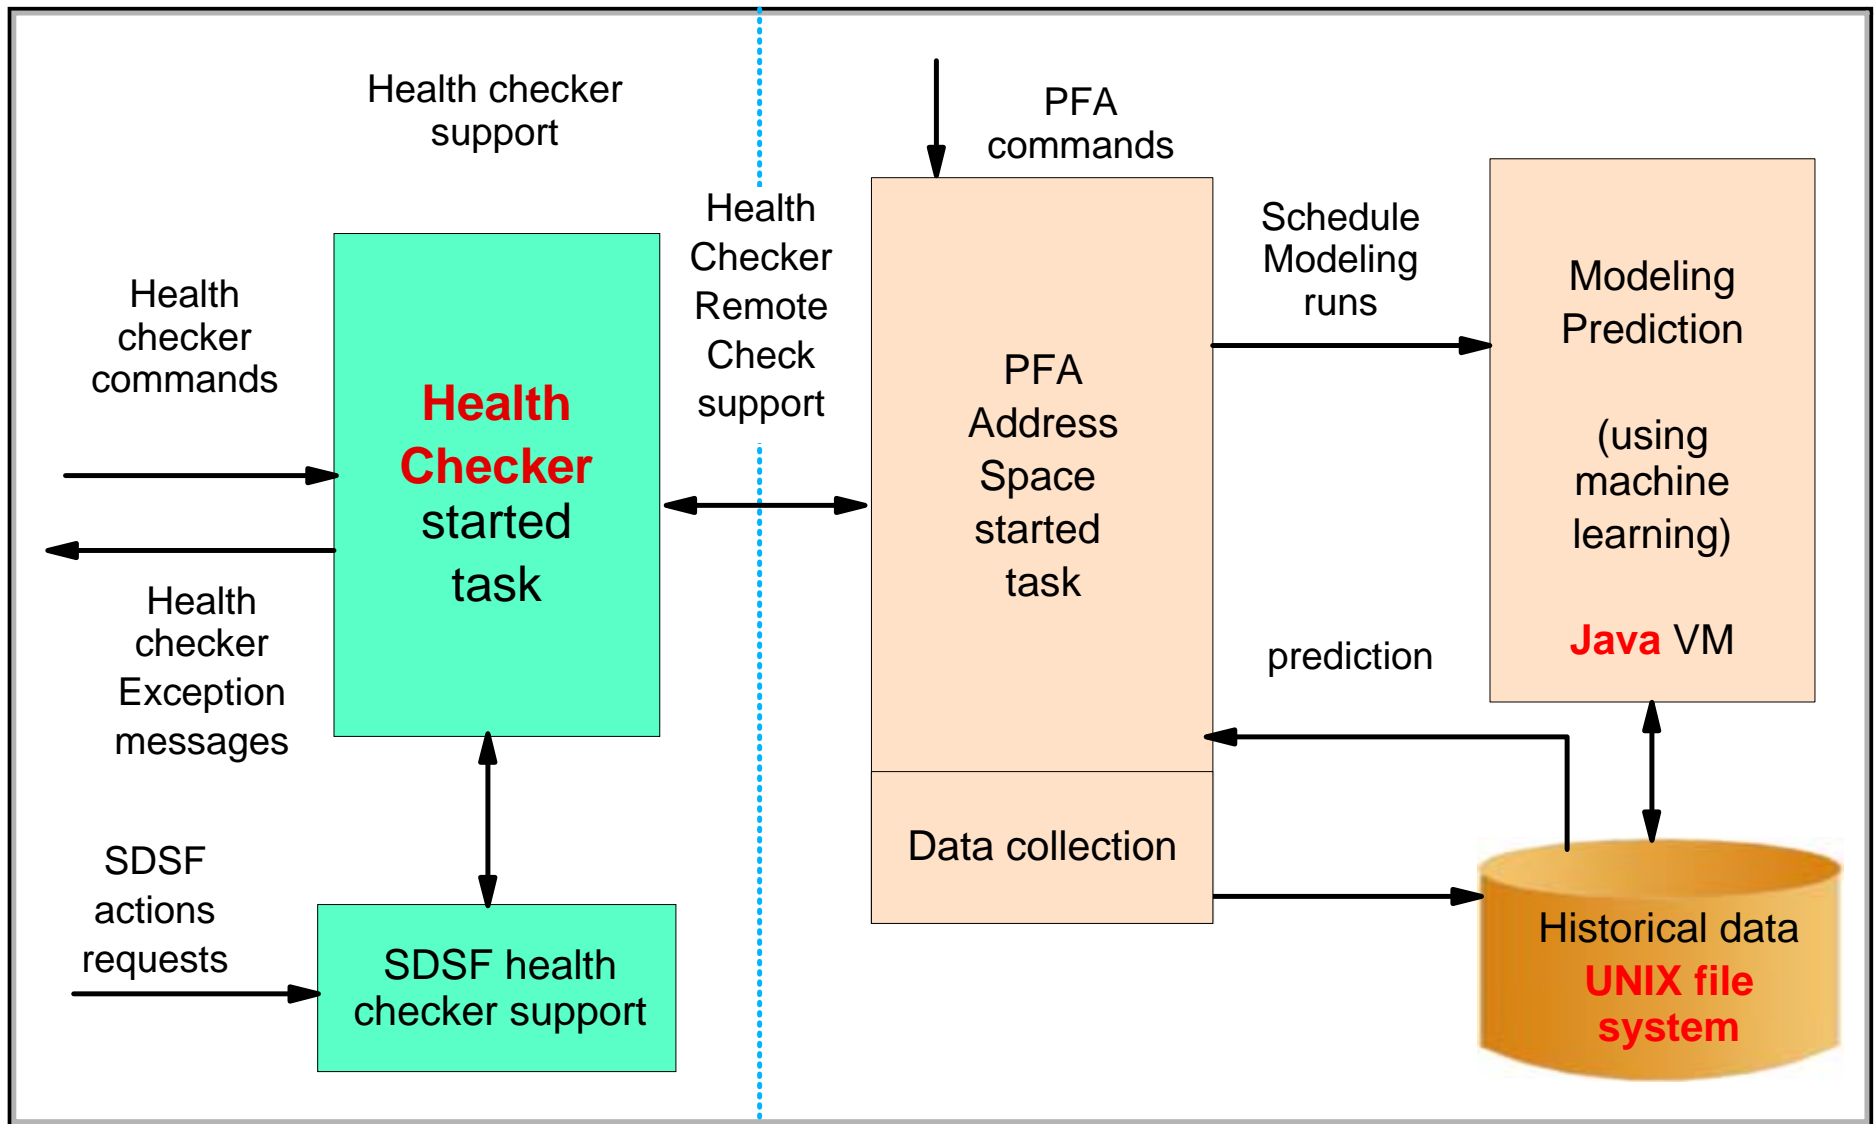 Health checker
support
PFA
commands
Health
checker
commands
Health
Checker
started
task
Health
Checker
Remote
Check
support
PFA
Address
Space
started
task
Schedule
Modeling
runs
Modeling
Prediction
(using
machine
learning)
Java VM
Health
checker
Exception
messages
prediction
Data collection
SDSF
actions
requests
SDSF health
checker support
Historical data
UNIX file
system